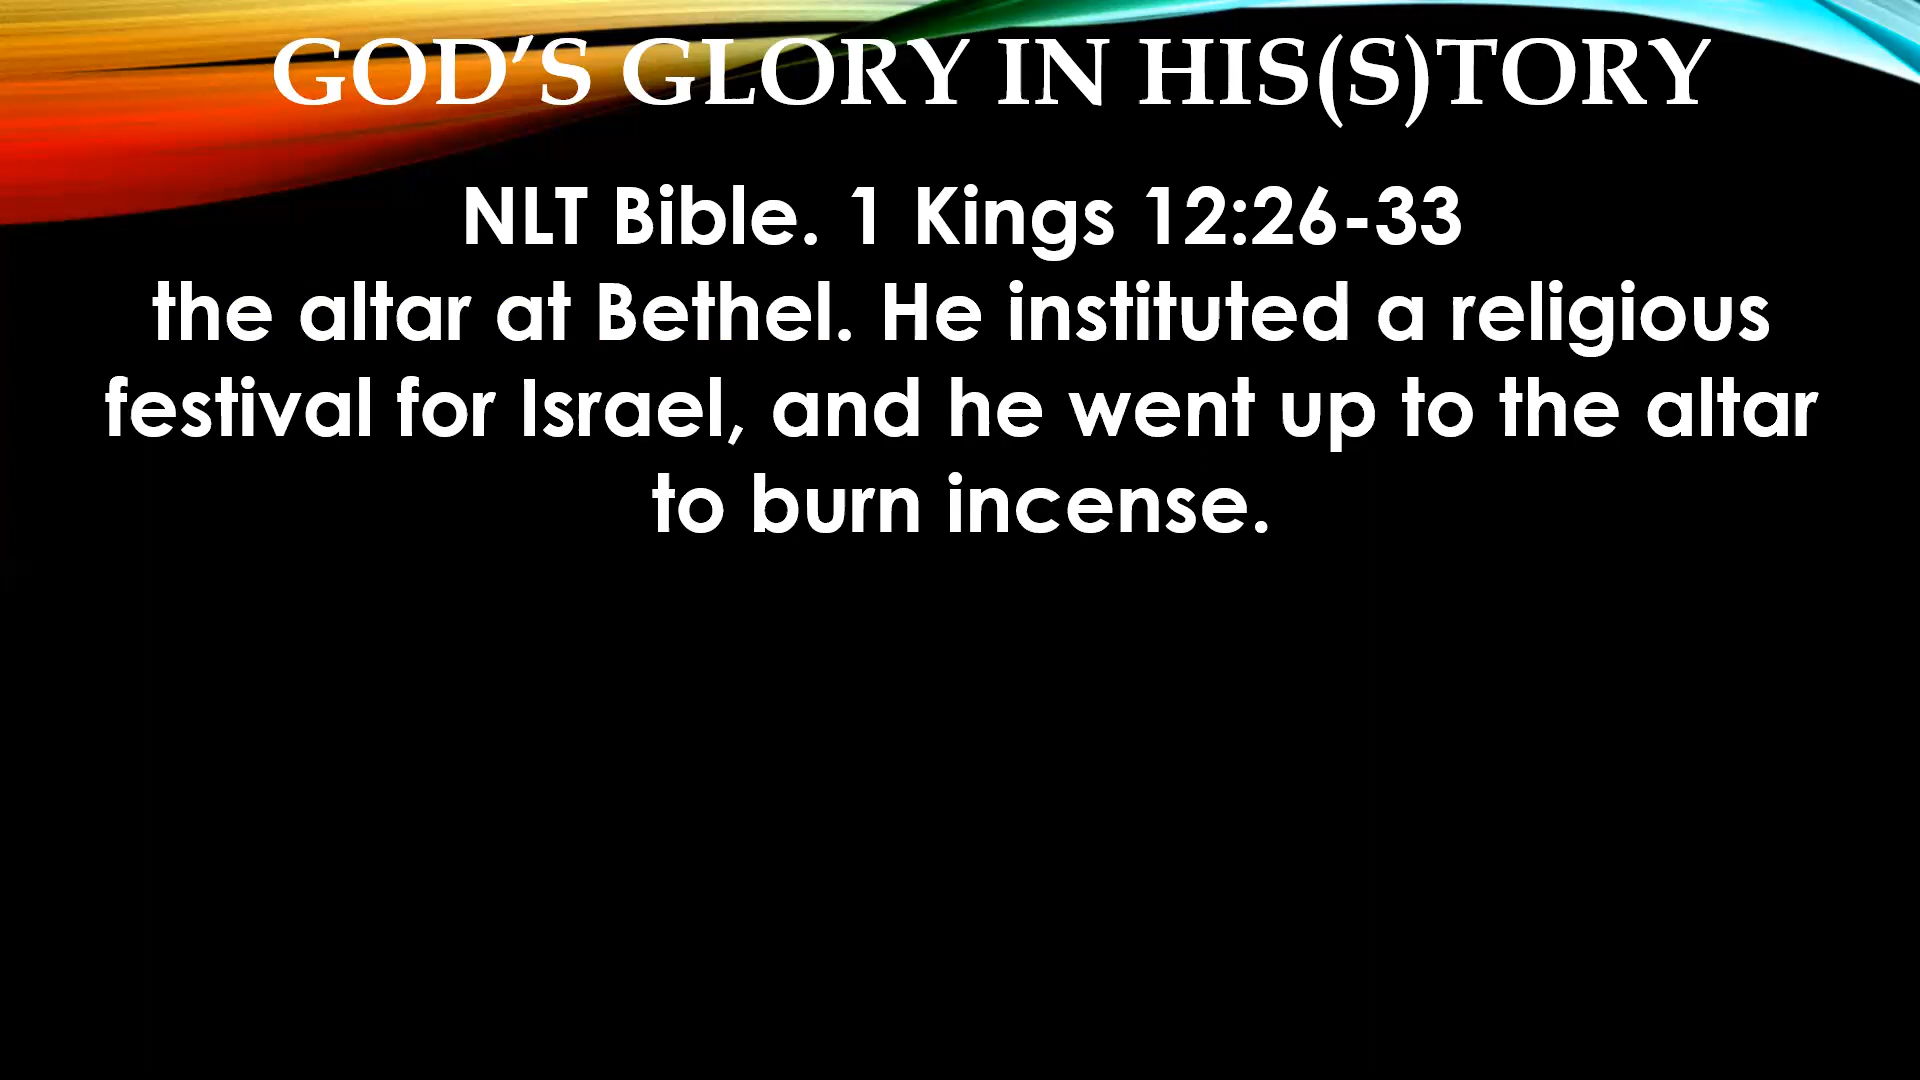 GOD’S GLORY IN HIS(S)TORY
NLT Bible. 1 Kings 12:26-33
the altar at Bethel. He instituted a religious
festival for Israel, and he went up to the altar
to burn incense.